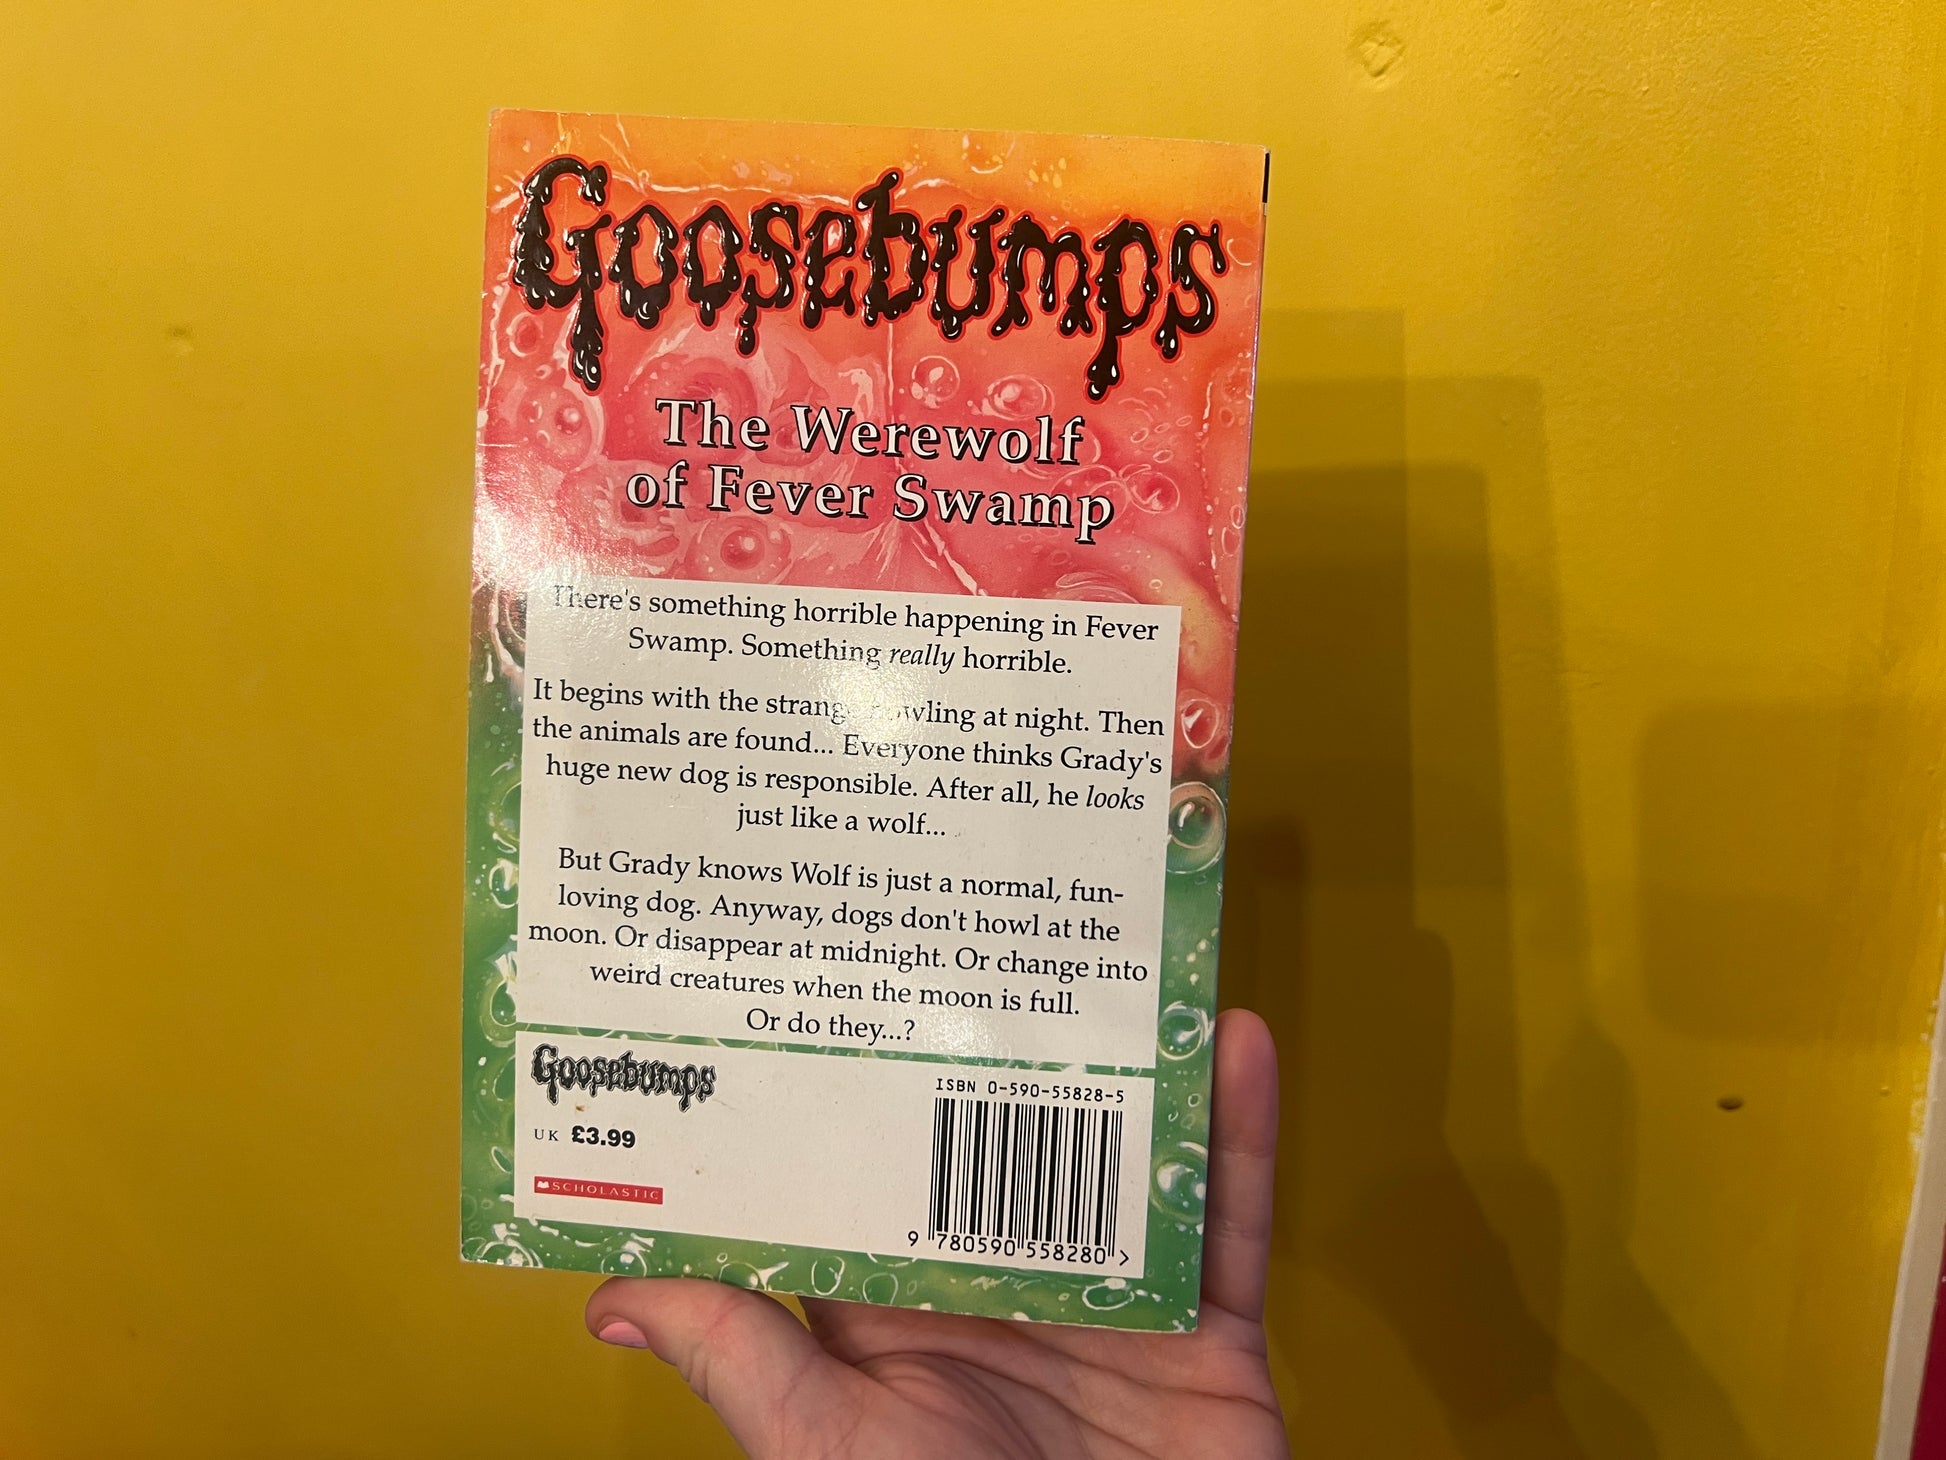 Goosebumps
The Werewolf
of Fever Swamp
There's something horrible happening in Fever
Swamp. Something really horrible.
It begins with the strange howling at night. Then
the animals are found... Everyone thinks Grady's
huge new dog is responsible. After all, he looks
just like a wolf...
But Grady knows Wolf is just a normal, fun-
loving dog. Anyway, dogs don't howl at the
moon. Or disappear at midnight. Or change into
weird creatures when the moon is full.
Or do they...?
Goosebumps
UK £3.99
SCHOLASTIC
ISBN 0-590-55828-5
9 780590 558280 >